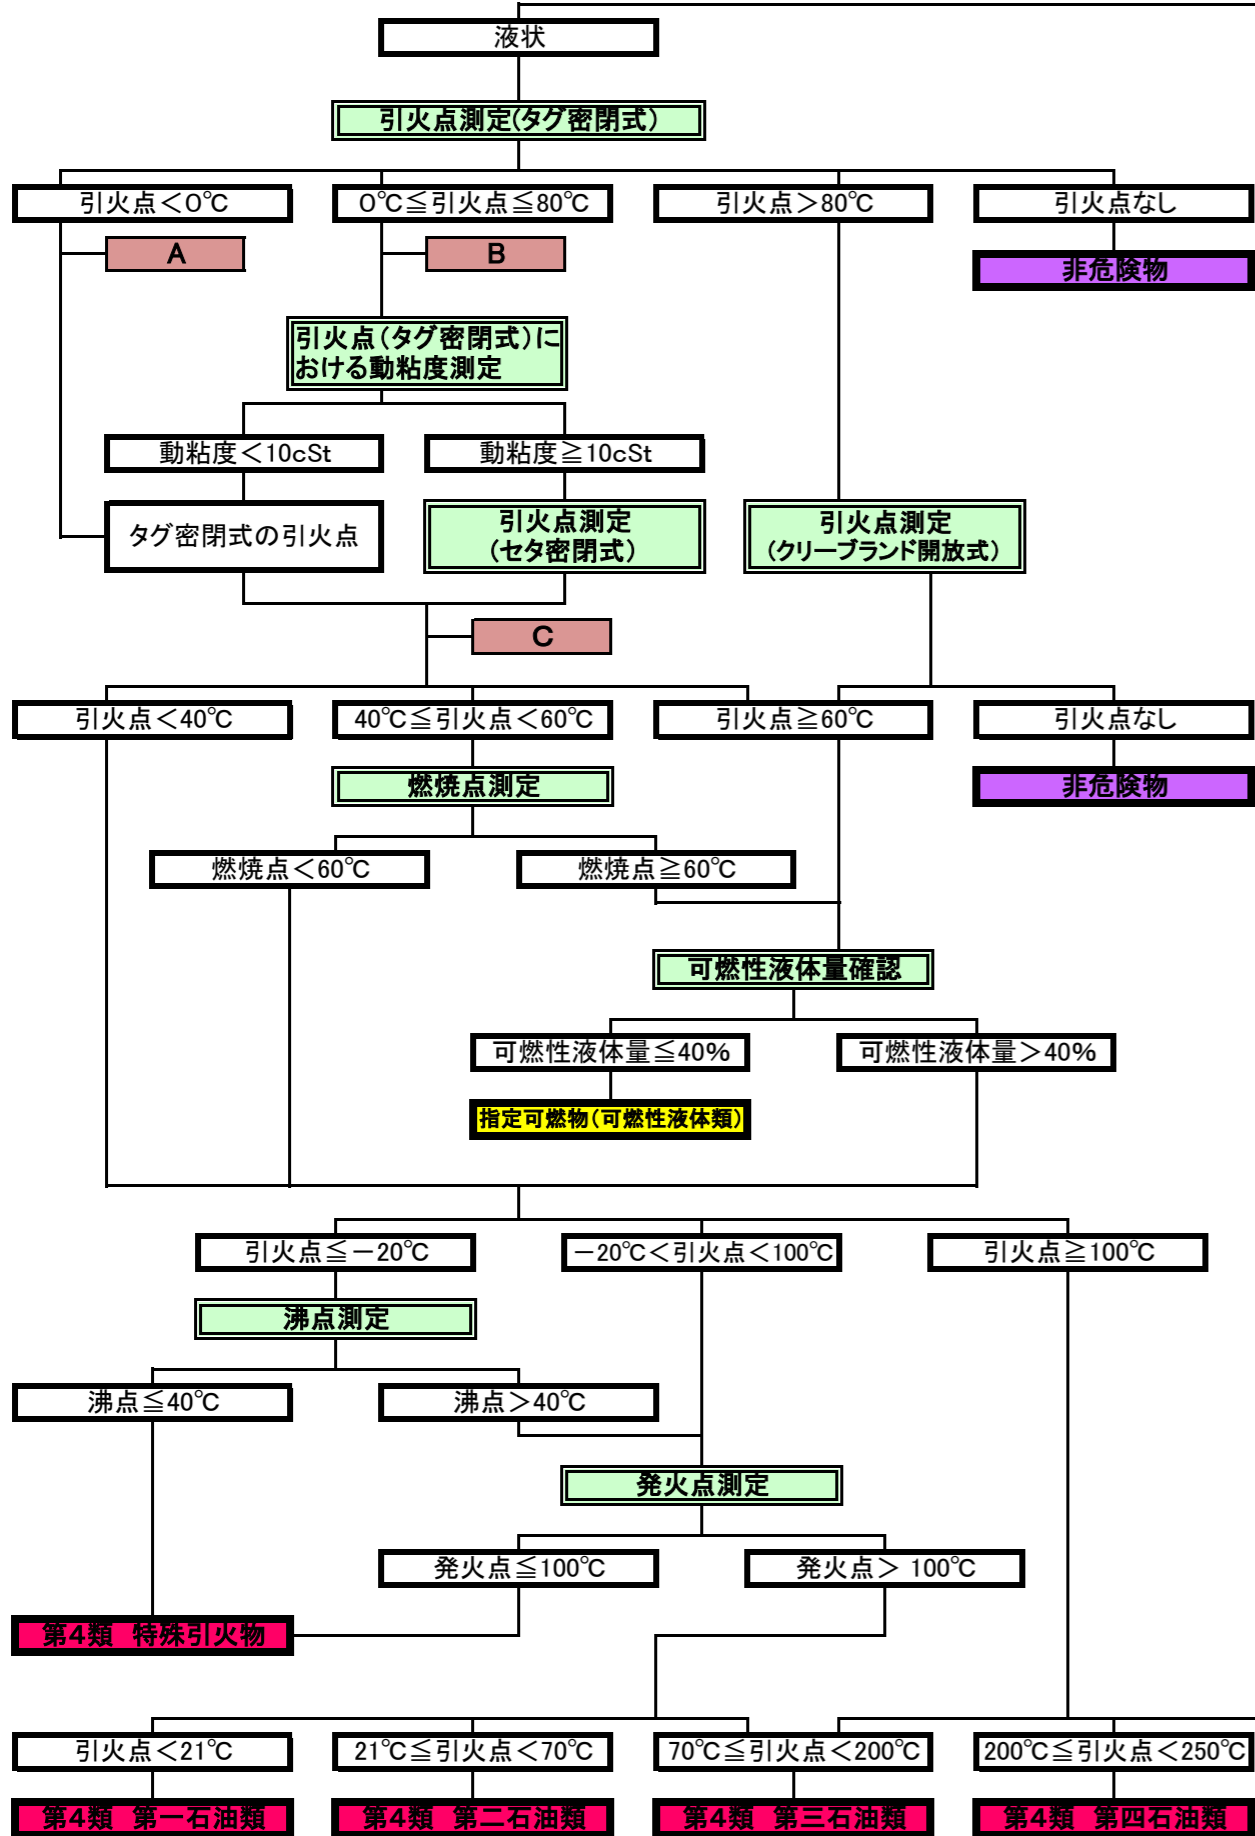 液状
引火点測定(タグ密閉式)
引火点<0℃
0℃≦引火点≦80℃
引火点>80℃
引火点なし
A
B
非危険物
引火点(タグ密閉式)に
おける動粘度測定
動粘度<10cSt
動粘度≧10cSt
タグ密閉式の引火点
引火点測定
(セタ密閉式)
引火点測定
(クリーブランド開放式)
C
引火点<40℃
40℃≦引火点<60℃
引火点≧60℃
引火点なし
燃焼点測定
非危険物
燃焼点<60℃
燃焼点≧60℃
可燃性液体量確認
可燃性液体量≦40%
可燃性液体量>40%
指定可燃物(可燃性液体類)
引火点≦-20℃
-20℃<引火点<100℃
引火点≧100℃
沸点測定
沸点≦40℃
沸点>40℃
発火点測定
発火点≦100℃
発火点> 100℃
第4類 特殊引火物
引火点<21℃
21℃≦引火点<70℃
70℃≦引火点<200℃
200℃≦引火点<250℃
第4類 第一石油類
第4類 第二石油類
第4類 第三石油類
第4類 第四石油類